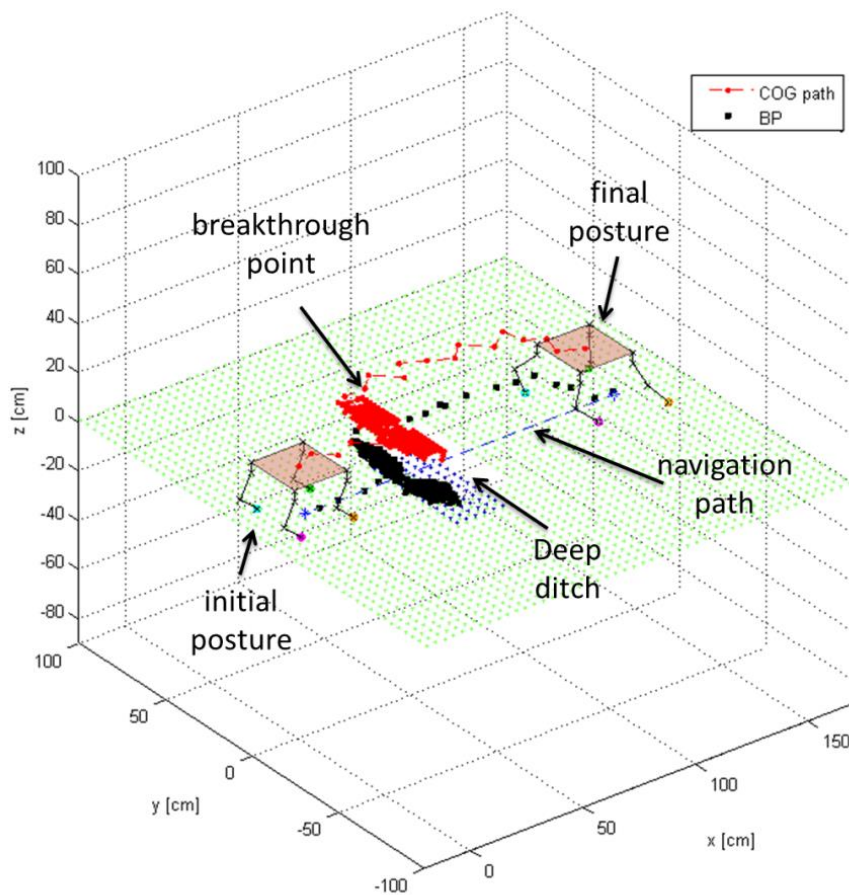 COG path
BP
final
posture
breakthrough
point
100
80
60
40
20
0
-20
-40
-60
-80
100
z [cm]
navigation
path
Deep
ditch
initial
posture
50
0
-50
-100
y [cm]
0
50
100
150
x [cm]